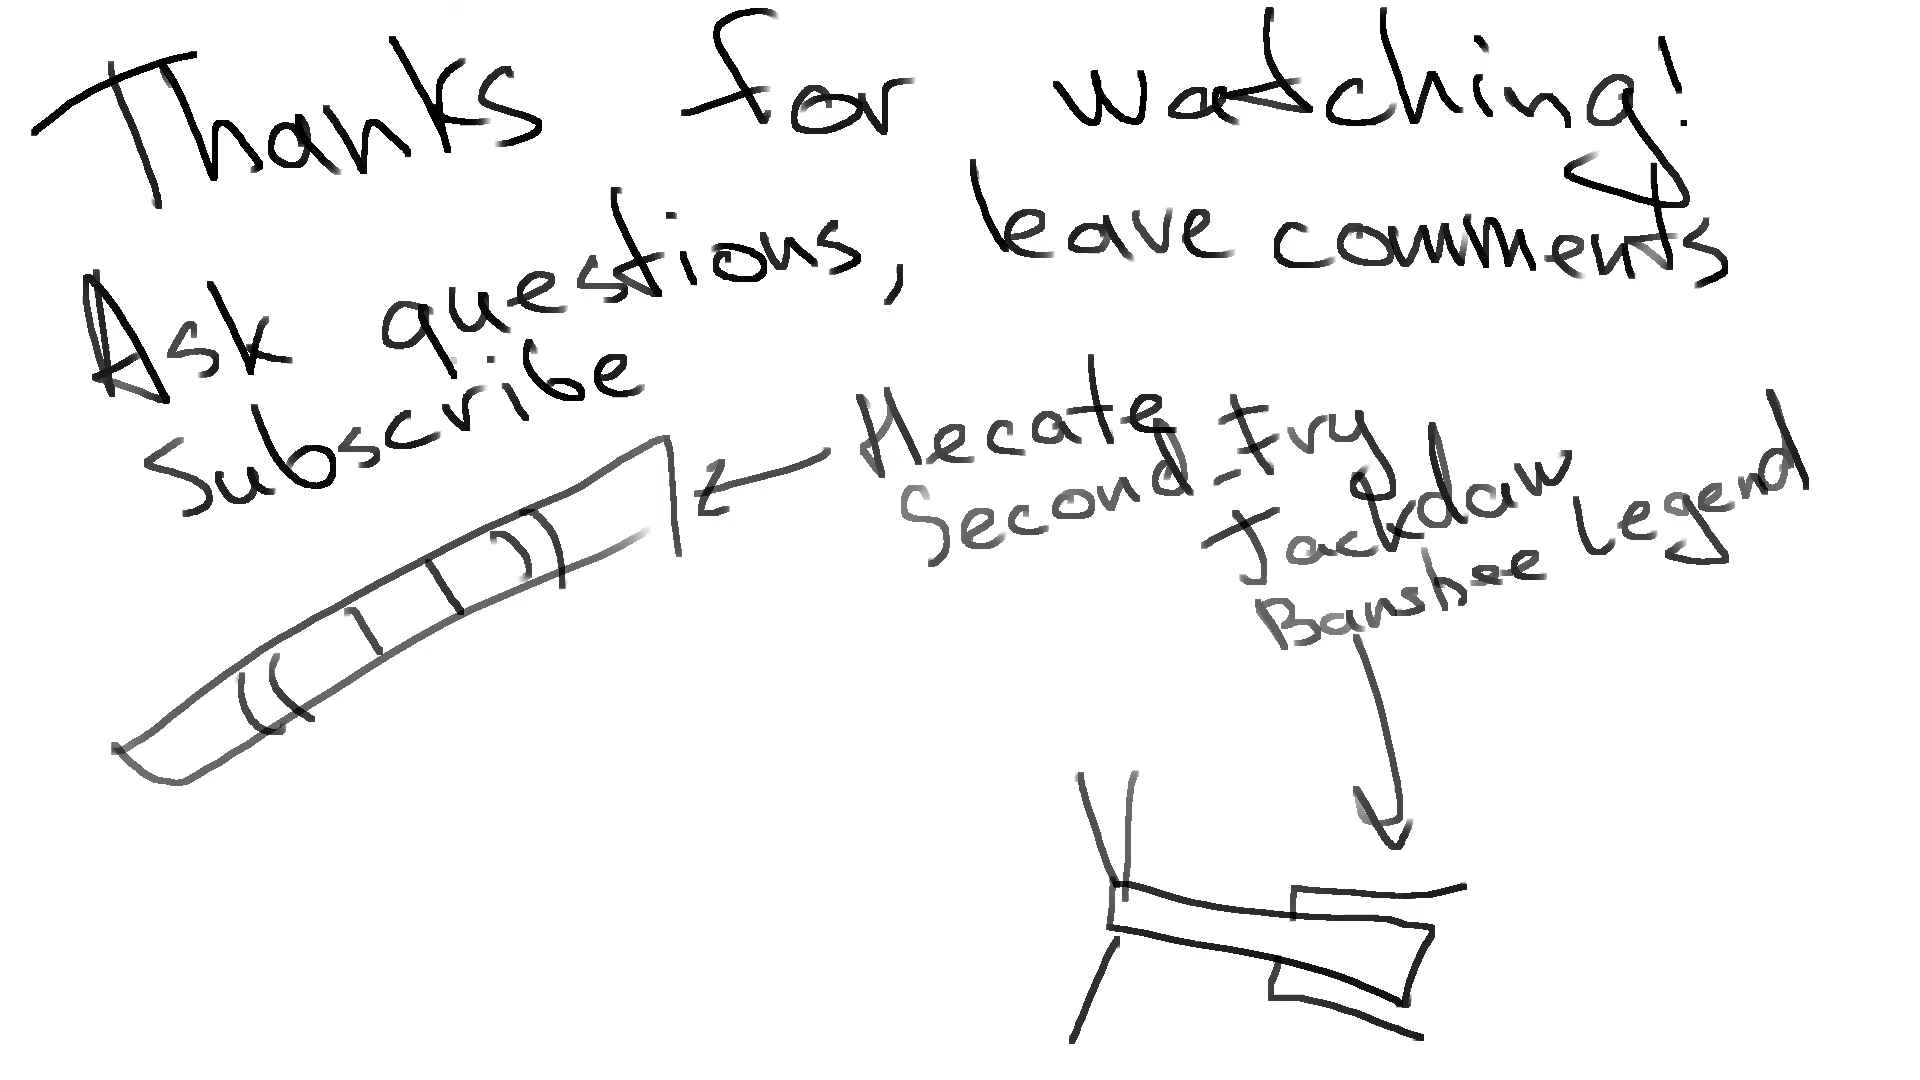 Thanks for watching!
Ask questions, leave comments
Subscribe
Hecate
Second_try
Jackdaw
Banshee Legend